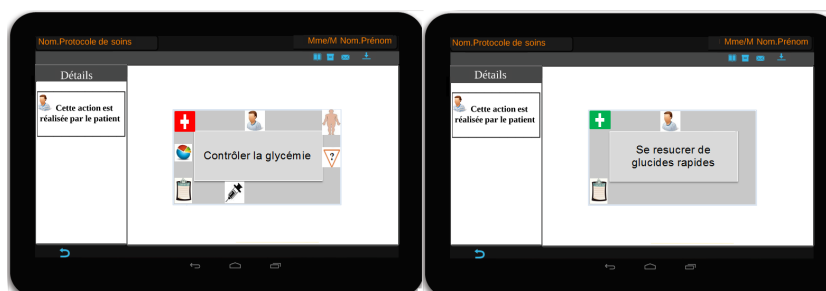 Nom.Protocole de soins
Mme/M Nom.Prénom
Détails
Cette action est
réalisée par le patient
Contrôler la glycémie
?
Nom.Protocole de soins
Mme/M Nom.Prénom
Détails
Cette action est
réalisée par le patient
Se resucrer de
glucides rapides